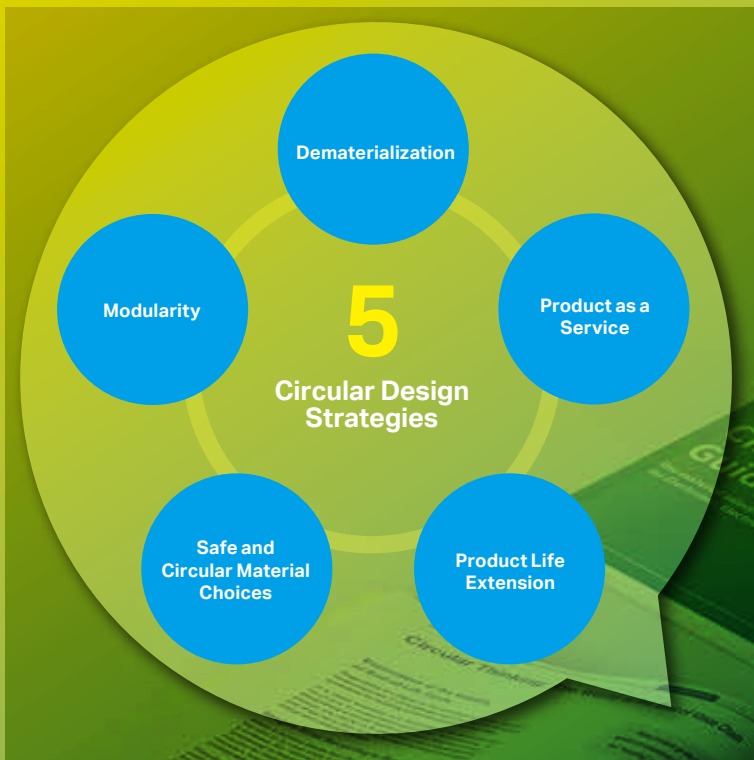 Dematerialization
Modularity
Product as a
Service
5
Circular Design
Strategies
Safe and
Circular Material
Choices
Product Life
Extension
Circular Thinking